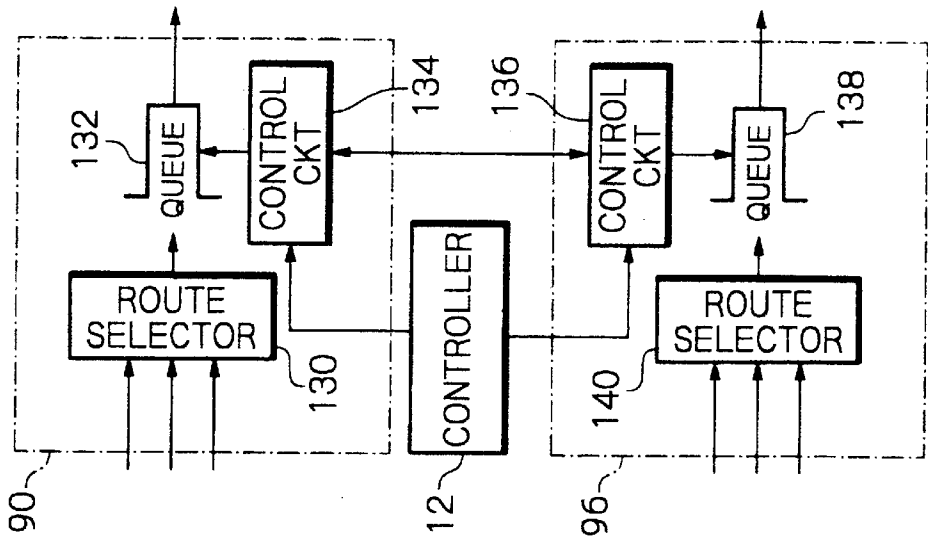 90
132
QUEUE
ROUTE
SELECTOR
130
CONTROL
CKT
134
12
CONTROLLER
136
CONTROL
CKT
96
140
ROUTE
SELECTOR
QUEUE
138